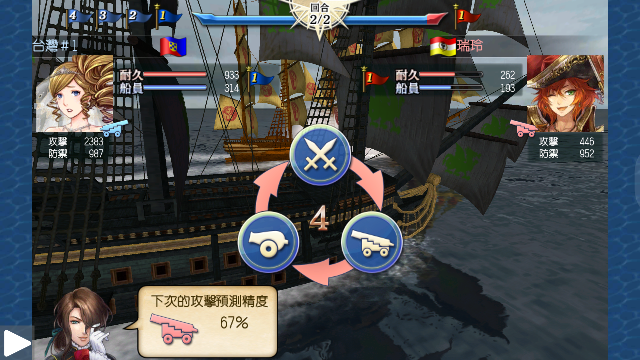 4 3 2 1
回合
2/2
1
台灣#1
瑞玲
耐久 933
船員 314
1
1
耐久 262
船員 193
攻擊 2383
防禦 987
攻擊 446
防禦 952
4
下次的攻擊預測精度
67%